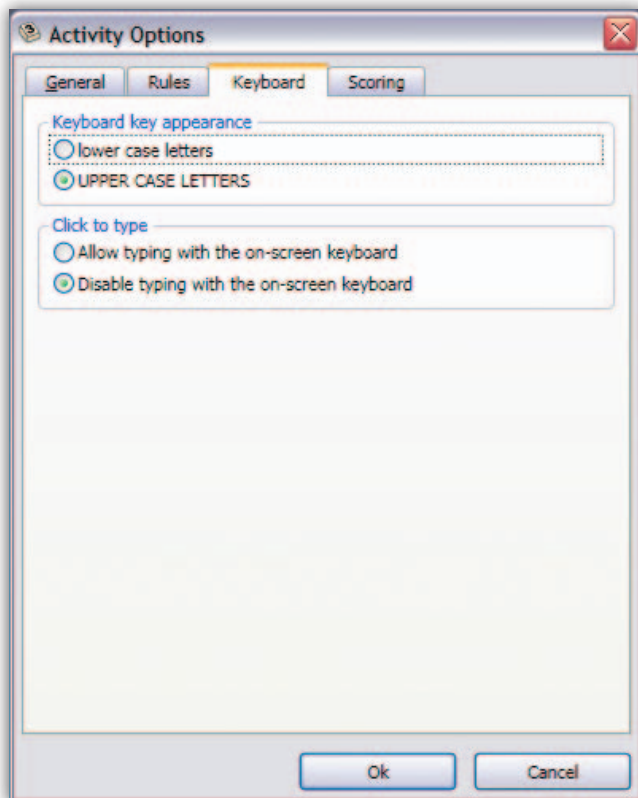 Activity Options
General Rules Keyboard Scoring
Keyboard key appearance
lower case letters
UPPER CASE LETTERS
Click to type
Allow typing with the on-screen keyboard
Disable typing with the on-screen keyboard
Ok Cancel